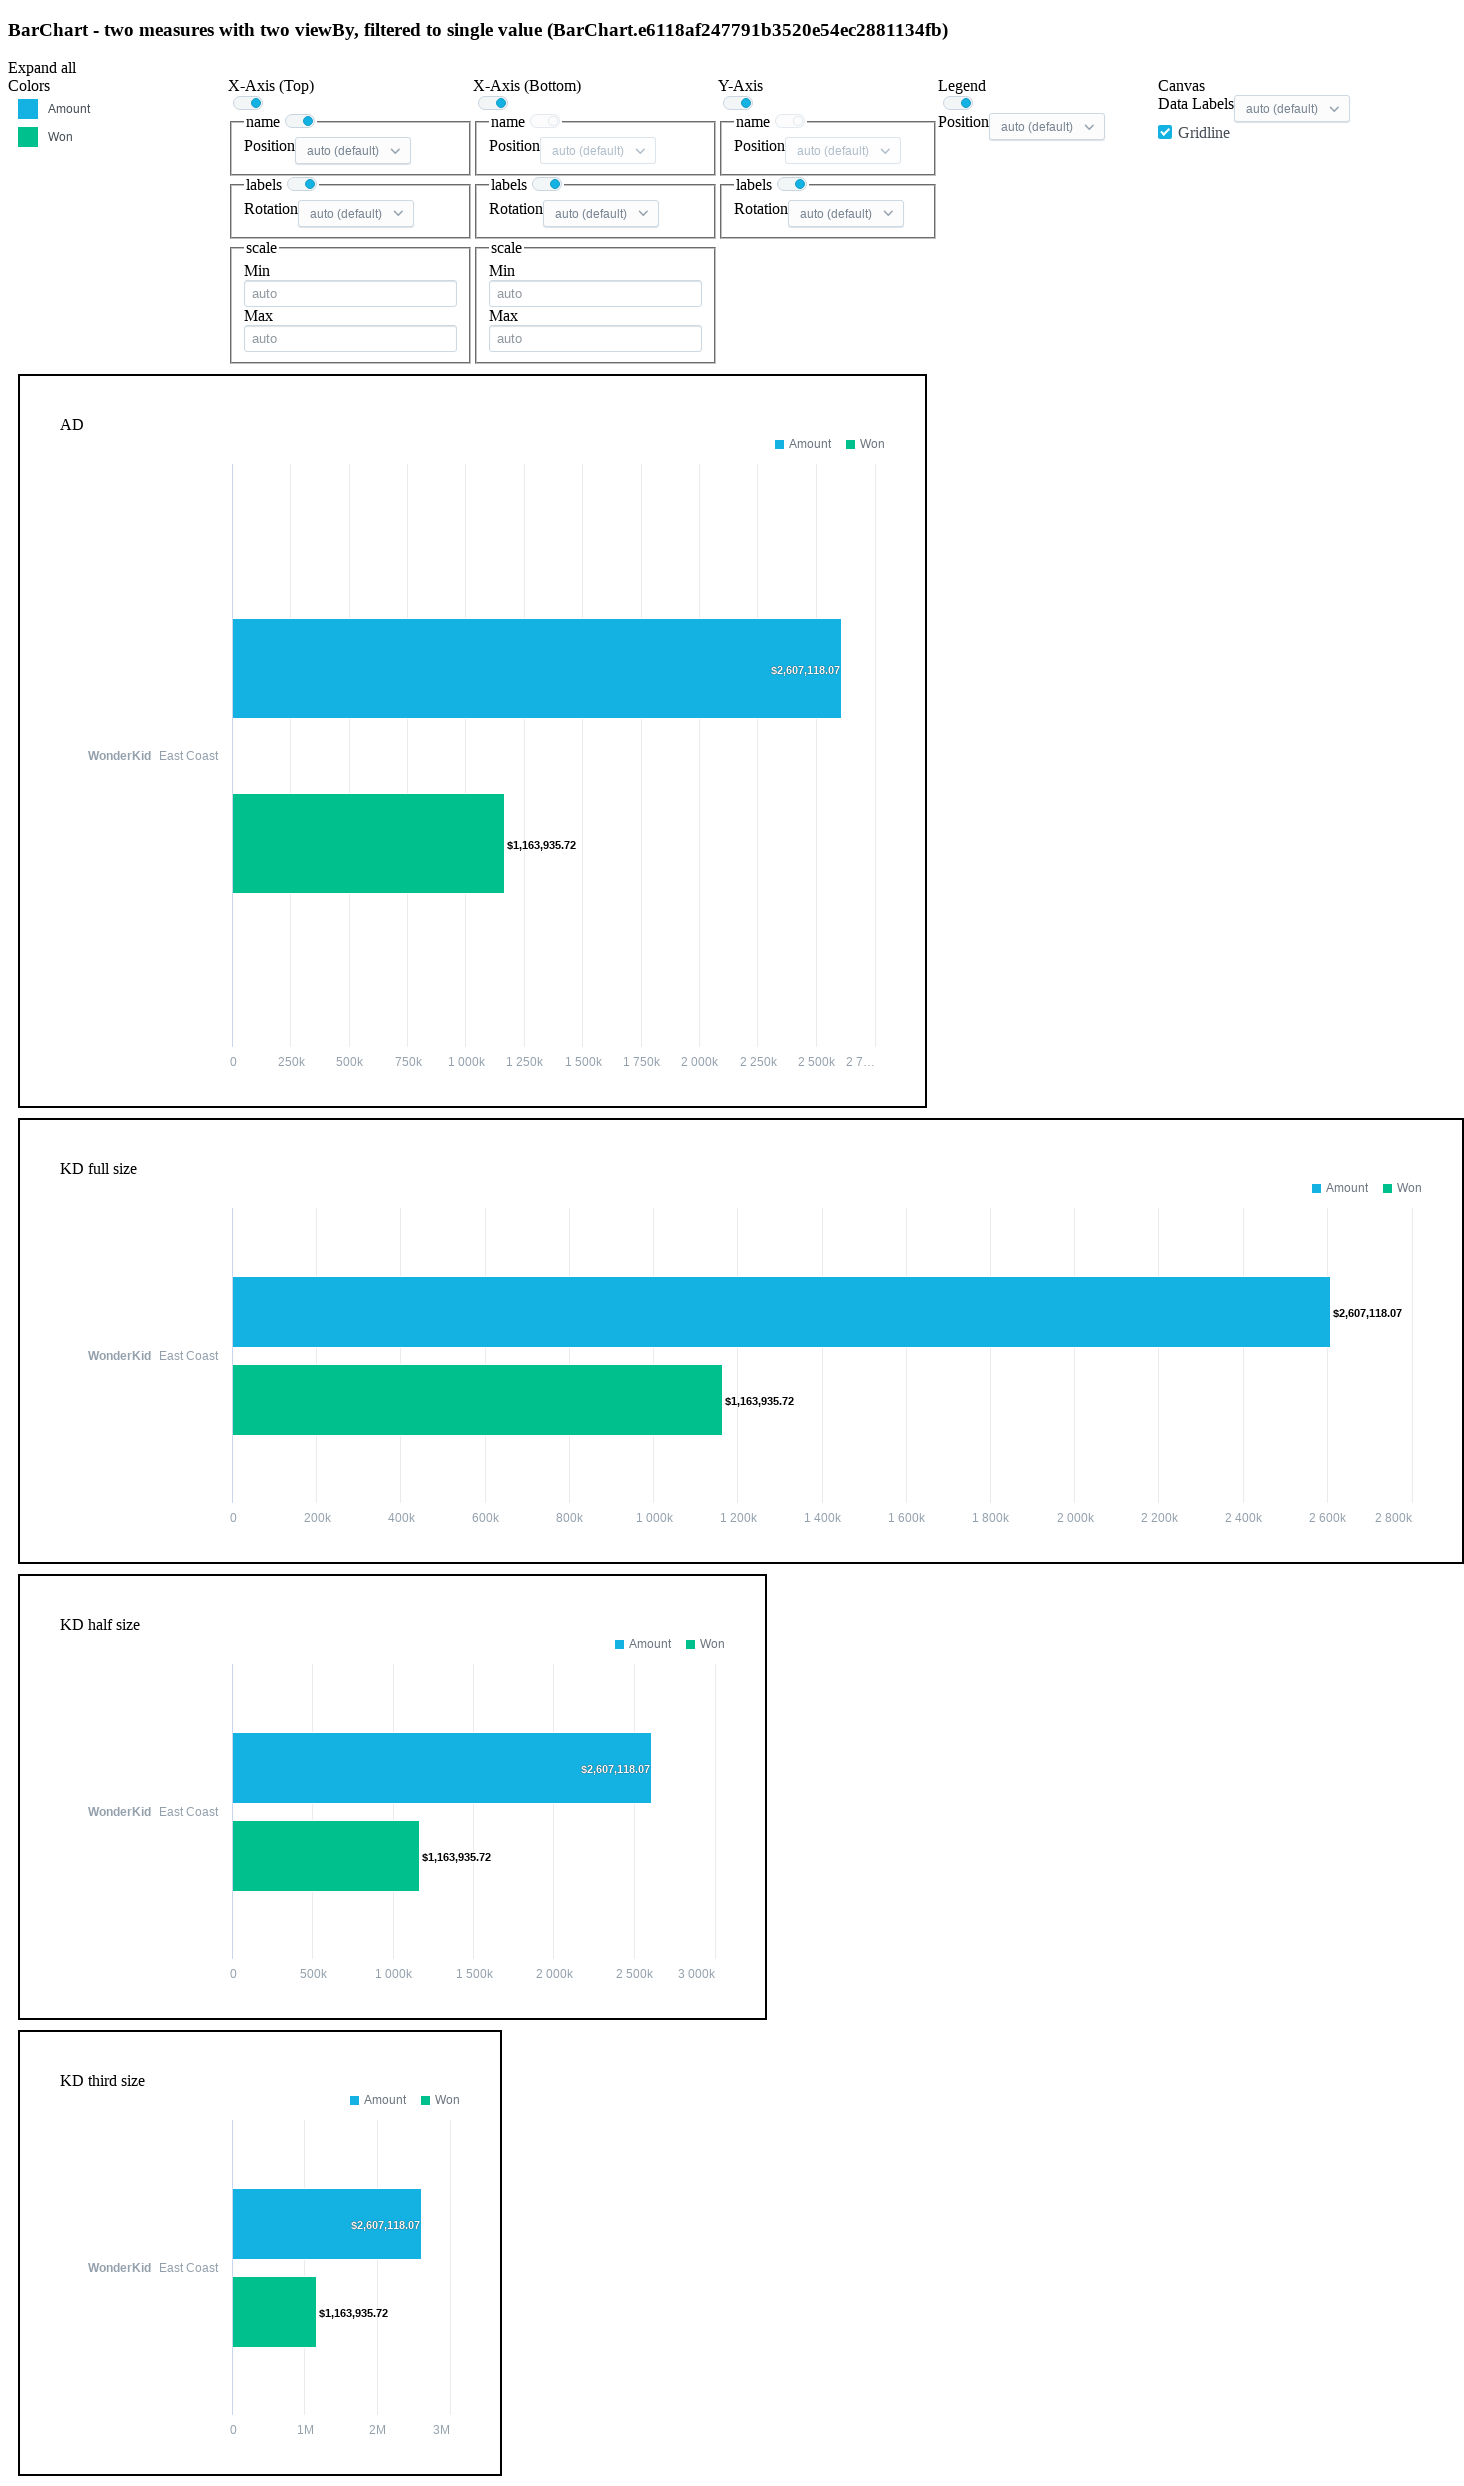 BarChart - two measures with two viewBy, filtered to single value (BarChart.e6118af247791b3520e54ec2881134fb)
Expand all
Colors
Amount
Won
X-Axis (Top)
name
Position auto (default)
labels
Rotation auto (default)
scale
Min
auto
Max
auto
X-Axis (Bottom)
name
Position auto (default)
labels
Rotation auto (default)
scale
Min
auto
Max
auto
Y-Axis
name
Position auto (default)
labels
Rotation auto (default)
Legend
Position auto (default)
Canvas
Data Labels auto (default)
Gridline
AD
Amount Won
$2,607,118.07
WonderKid East Coast
$1,163,935.72
0 250k 500k 750k 1 000k 1 250k 1 500k 1 750k 2 000k 2 250k 2 500k 2 7…
KD full size
Amount Won
$2,607,118.07
WonderKid East Coast
$1,163,935.72
0 200k 400k 600k 800k 1 000k 1 200k 1 400k 1 600k 1 800k 2 000k 2 200k 2 400k 2 600k 2 800k
KD half size
Amount Won
$2,607,118.07
WonderKid East Coast
$1,163,935.72
0 500k 1 000k 1 500k 2 000k 2 500k 3 000k
KD third size
Amount Won
$2,607,118.07
WonderKid East Coast
$1,163,935.72
0 1M 2M 3M